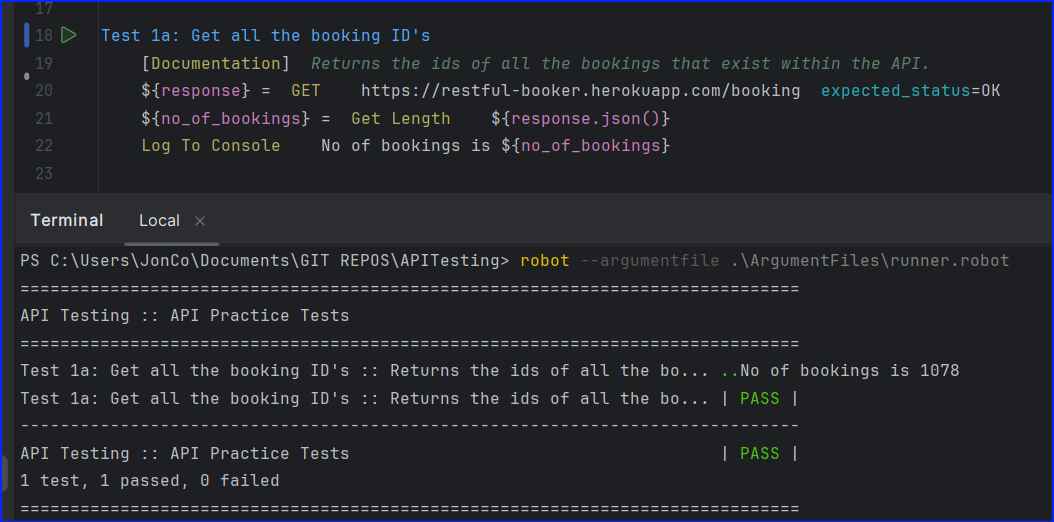 17
18 Test 1a: Get all the booking ID's
19 [Documentation]  Returns the ids of all the bookings that exist within the API.
20 ${response} =  GET    https://restful-booker.herokuapp.com/booking  expected_status=OK
21 ${no_of_bookings} =  Get Length    ${response.json()}
22 Log To Console    No of bookings is ${no_of_bookings}
23
Terminal Local ×
PS C:\Users\JonCo\Documents\GIT REPOS\APITesting> robot --argumentfile .\ArgumentFiles\runner.robot
==============================================================================
API Testing :: API Practice Tests
==============================================================================
Test 1a: Get all the booking ID's :: Returns the ids of all the bo... ..No of bookings is 1078
Test 1a: Get all the booking ID's :: Returns the ids of all the bo... | PASS |
------------------------------------------------------------------------------
API Testing :: API Practice Tests                                     | PASS |
1 test, 1 passed, 0 failed
==============================================================================